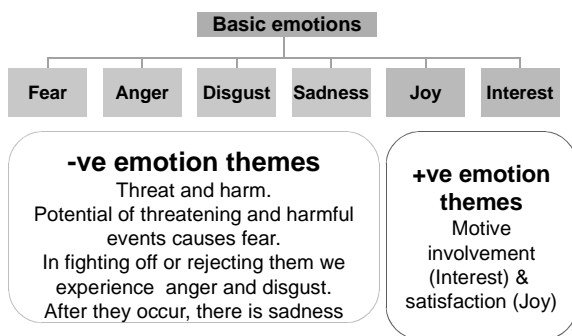 Basic emotions
Fear Anger Disgust Sadness Joy Interest
-ve emotion themes
Threat and harm.
Potential of threatening and harmful
events causes fear.
In fighting off or rejecting them we
experience anger and disgust.
After they occur, there is sadness
+ve emotion
themes
Motive
involvement
(Interest) &
satisfaction (Joy)